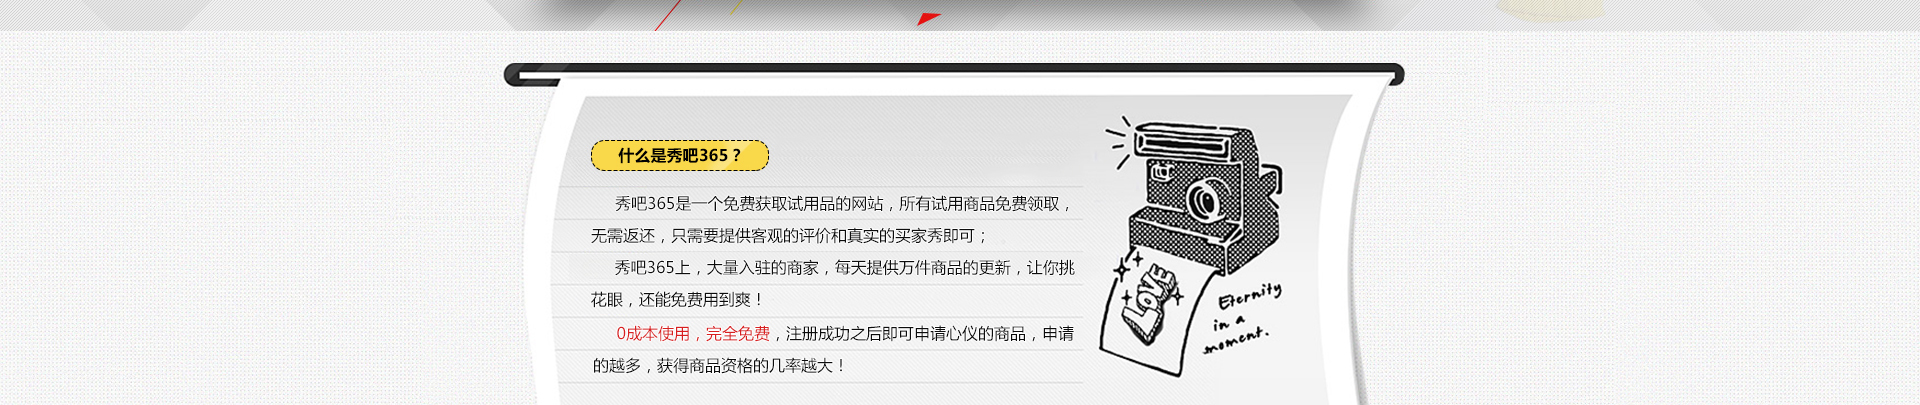 什么是秀吧365？
秀吧365是一个免费获取试用品的网站，所有试用商品免费领取，
无需返还，只需要提供客观的评价和真实的买家秀即可；
秀吧365上，大量入驻的商家，每天提供万件商品的更新，让你挑
花眼，还能免费用到爽！
0成本使用，完全免费，注册成功之后即可申请心仪的商品，申请
的越多，获得商品资格的几率越大！
LOVE
Eternity
in a
moment.